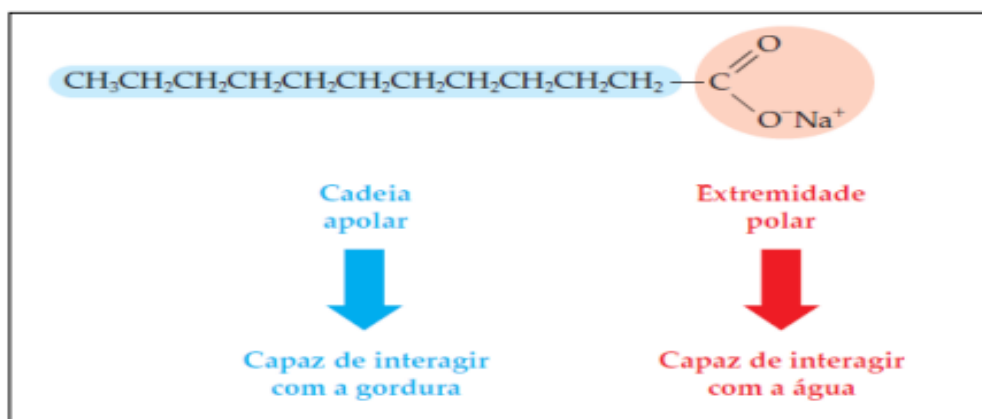 O
CH₃CH₂CH₂CH₂CH₂CH₂CH₂CH₂CH₂CH₂CH₂—C
O⁻Na⁺
Cadeia
apolar
Extremidade
polar
Capaz de interagir
com a gordura
Capaz de interagir
com a água